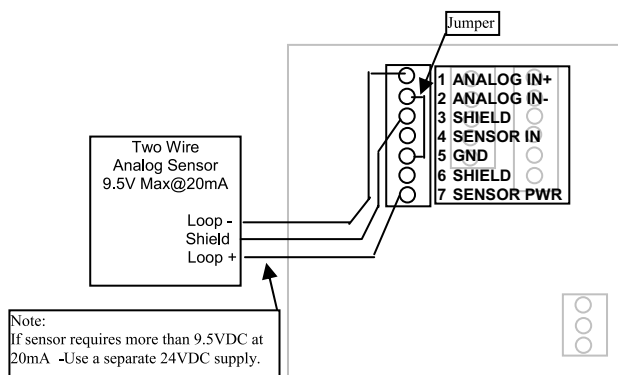 Jumper
1 ANALOG IN+
2 ANALOG IN-
3 SHIELD
4 SENSOR IN
5 GND
6 SHIELD
7 SENSOR PWR
Two Wire
Analog Sensor
9.5V Max@20mA
Loop -
Shield
Loop +
Note:
If sensor requires more than 9.5VDC at
20mA  -Use a separate 24VDC supply.